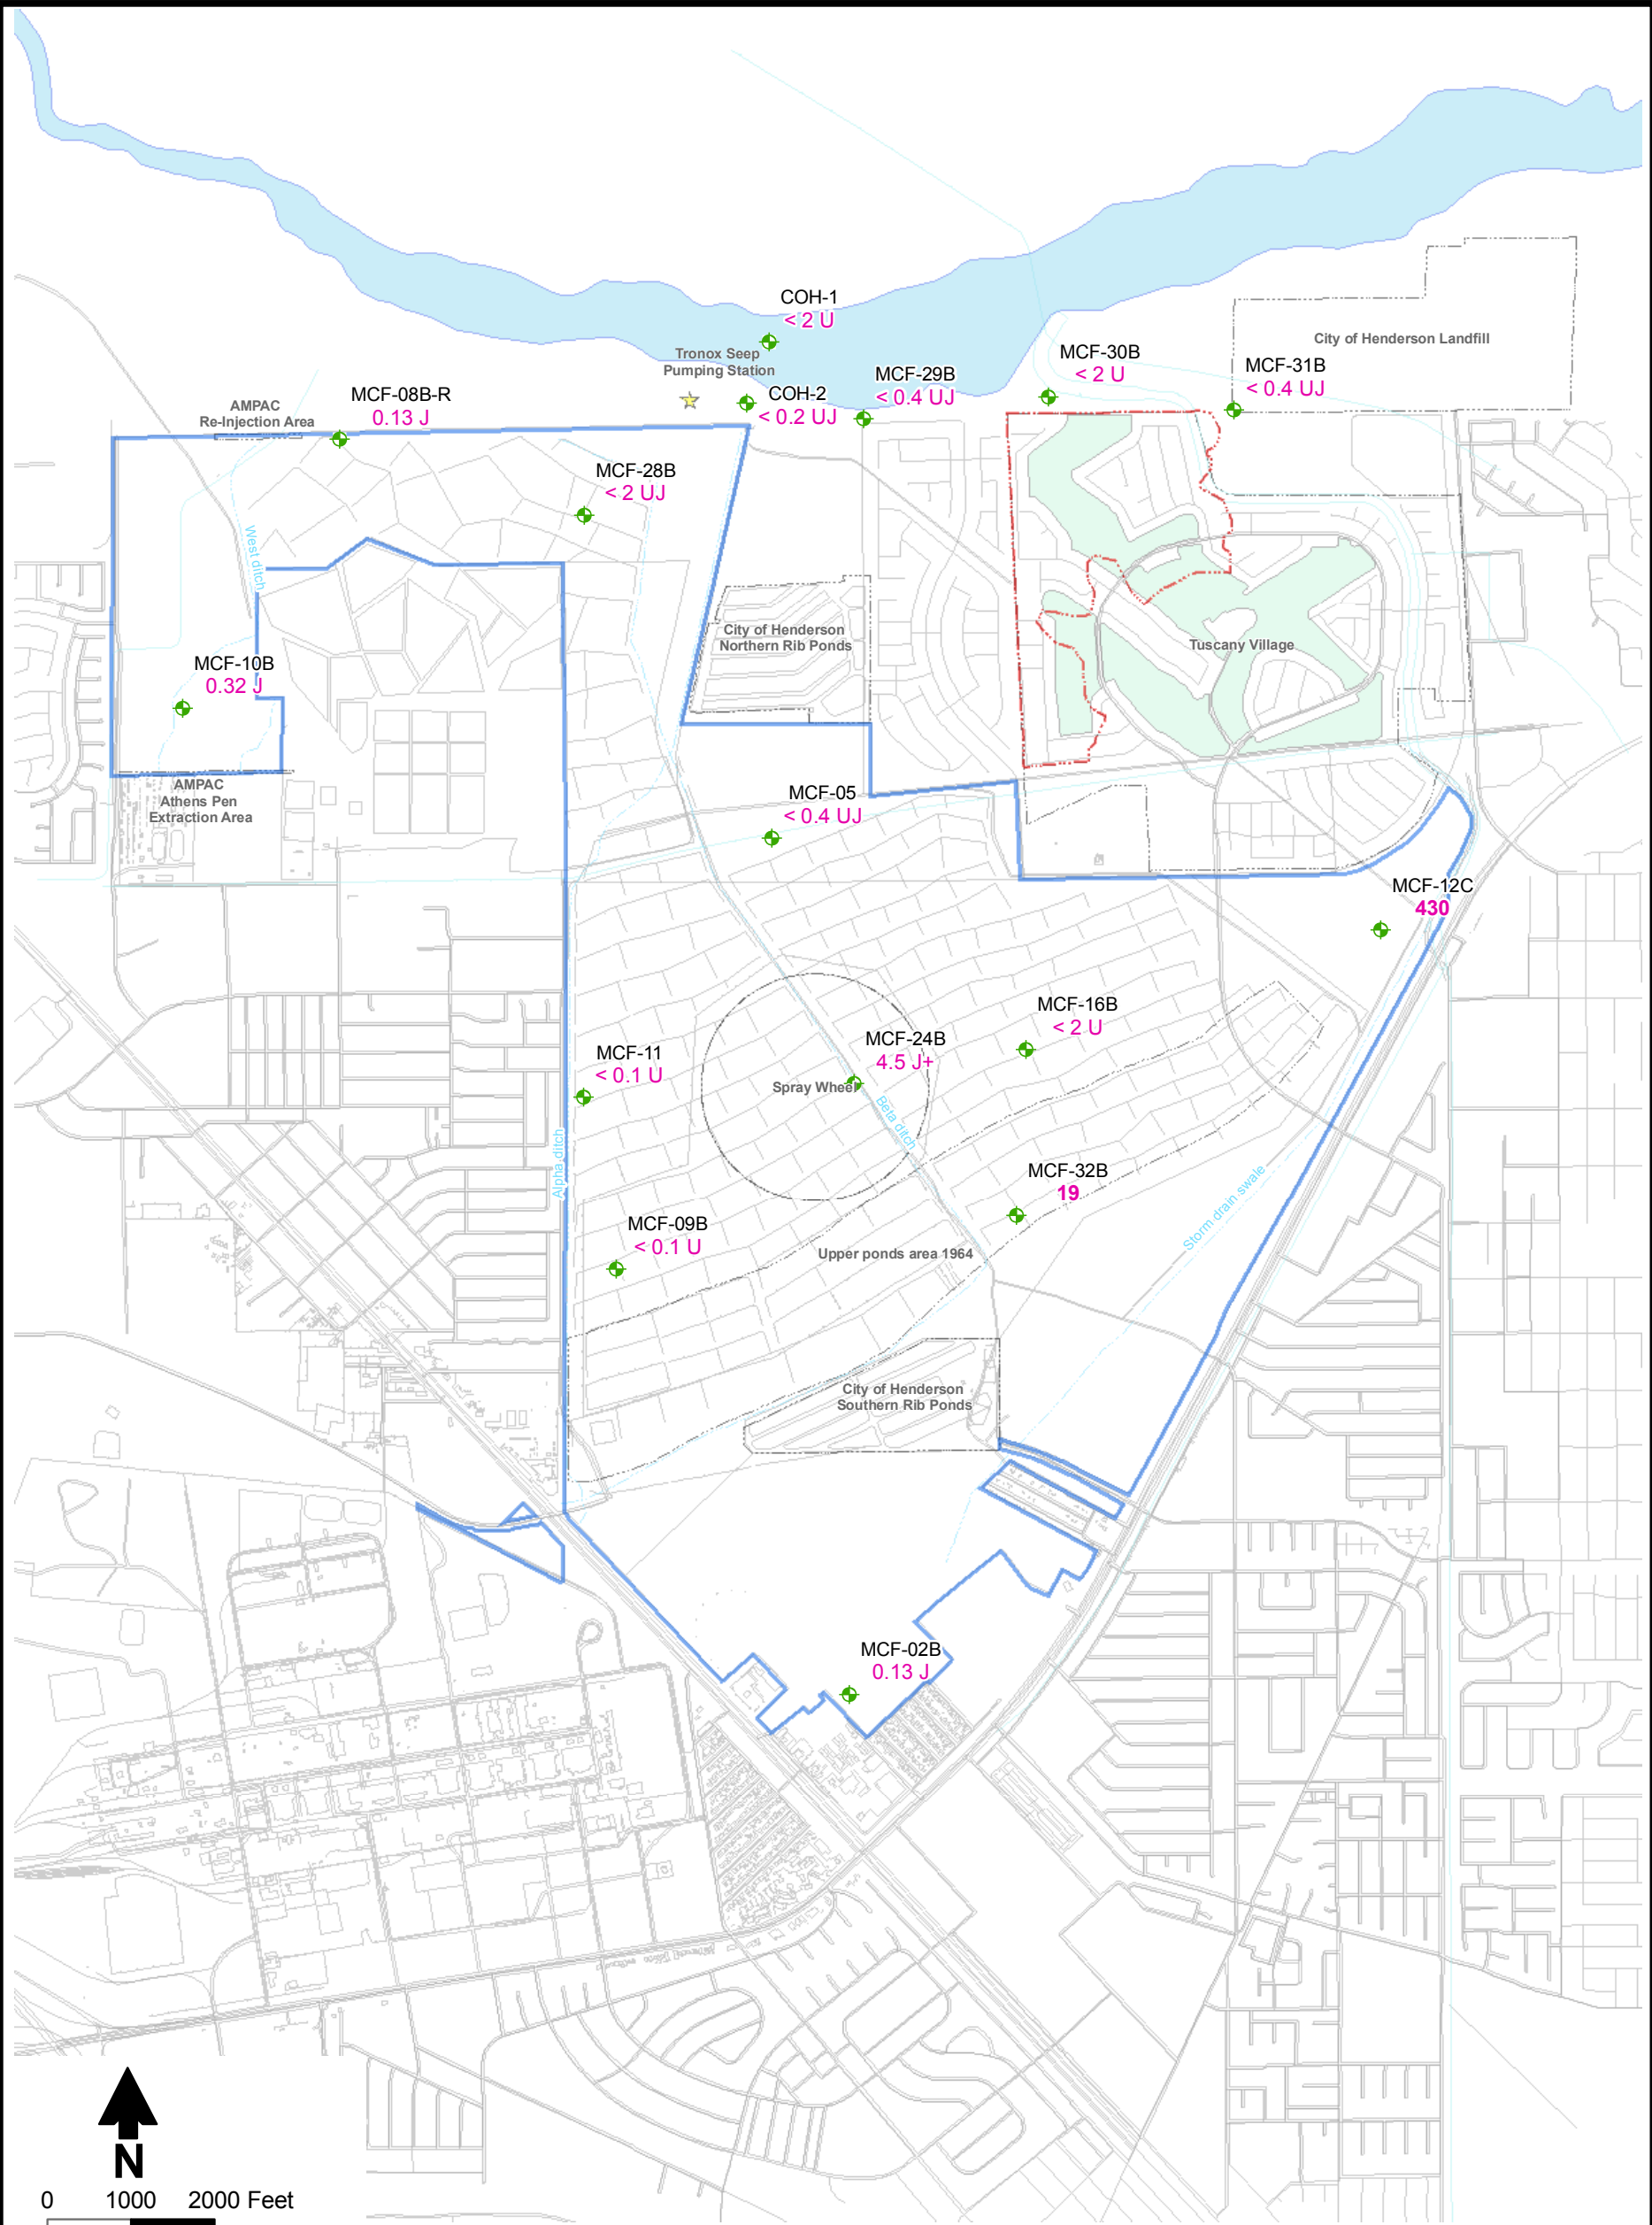 COH-1
< 2 U
Tronox Seep
Pumping Station
City of Henderson Landfill
MCF-30B
< 2 U
MCF-31B
< 0.4 UJ
MCF-29B
< 0.4 UJ
COH-2
< 0.2 UJ
MCF-08B-R
0.13 J
AMPAC
Re-Injection Area
MCF-28B
< 2 UJ
West ditch
City of Henderson
Northern Rib Ponds
Tuscany Village
MCF-10B
0.32 J
AMPAC
Athens Pen
Extraction Area
MCF-05
< 0.4 UJ
MCF-12C
430
MCF-16B
< 2 U
MCF-24B
4.5 J+
Spray Wheel
Beta ditch
MCF-11
< 0.1 U
Alpha ditch
MCF-32B
19
Storm drain swale
MCF-09B
< 0.1 U
Upper ponds area 1964
City of Henderson
Southern Rib Ponds
MCF-02B
0.13 J
N
0 1000 2000 Feet